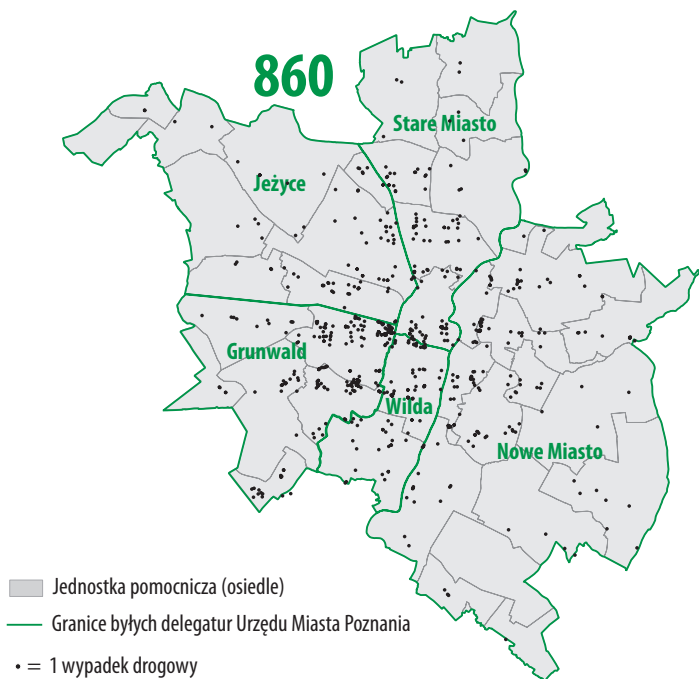 860
Stare Miasto
Jeżyce
Grunwald
Wilda
Nowe Miasto
Jednostka pomocnicza (osiedle)
Granice byłych delegatur Urzędu Miasta Poznania
• = 1 wypadek drogowy